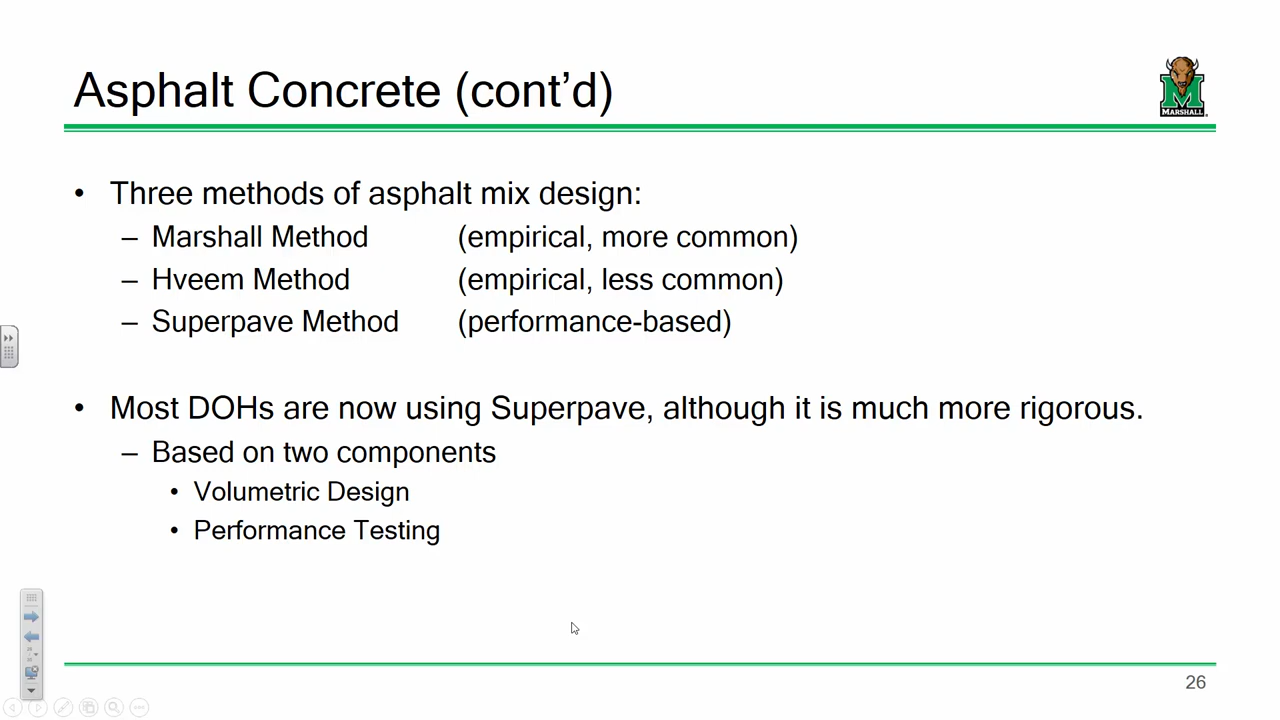 Asphalt Concrete (cont’d)
MARSHALL
• Three methods of asphalt mix design:
– Marshall Method (empirical, more common)
– Hveem Method (empirical, less common)
– Superpave Method (performance-based)
• Most DOHs are now using Superpave, although it is much more rigorous.
– Based on two components
• Volumetric Design
• Performance Testing
26